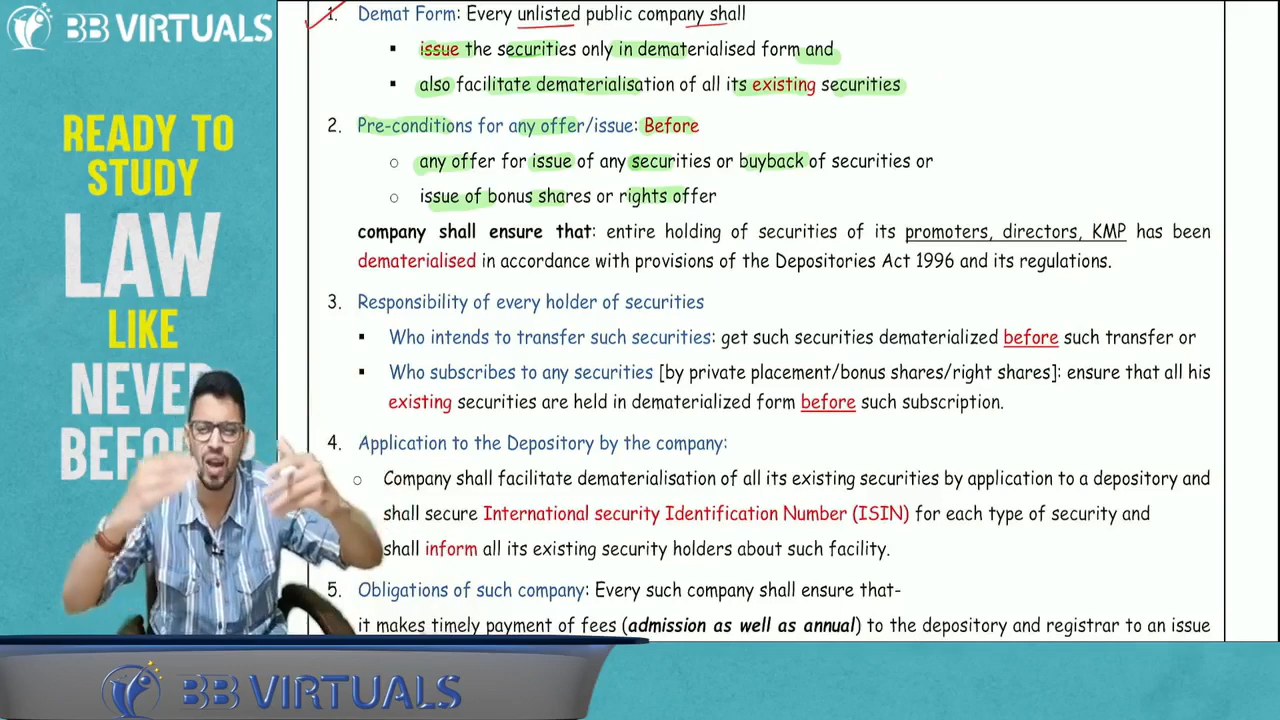 BB VIRTUALS
READY TO
STUDY
LAW
LIKE
NEVER
BEFOR
1. Demat Form: Every unlisted public company shall
▪ issue the securities only in dematerialised form and
▪ also facilitate dematerialisation of all its existing securities
2. Pre-conditions for any offer/issue: Before
○ any offer for issue of any securities or buyback of securities or
○ issue of bonus shares or rights offer
company shall ensure that: entire holding of securities of its promoters, directors, KMP has been
dematerialised in accordance with provisions of the Depositories Act 1996 and its regulations.
3. Responsibility of every holder of securities
▪ Who intends to transfer such securities: get such securities dematerialized before such transfer or
▪ Who subscribes to any securities [by private placement/bonus shares/right shares]: ensure that all his
existing securities are held in dematerialized form before such subscription.
4. Application to the Depository by the company:
○ Company shall facilitate dematerialisation of all its existing securities by application to a depository and
shall secure International security Identification Number (ISIN) for each type of security and
shall inform all its existing security holders about such facility.
5. Obligations of such company: Every such company shall ensure that-
it makes timely payment of fees (admission as well as annual) to the depository and registrar to an issue
BB VIRTUALS